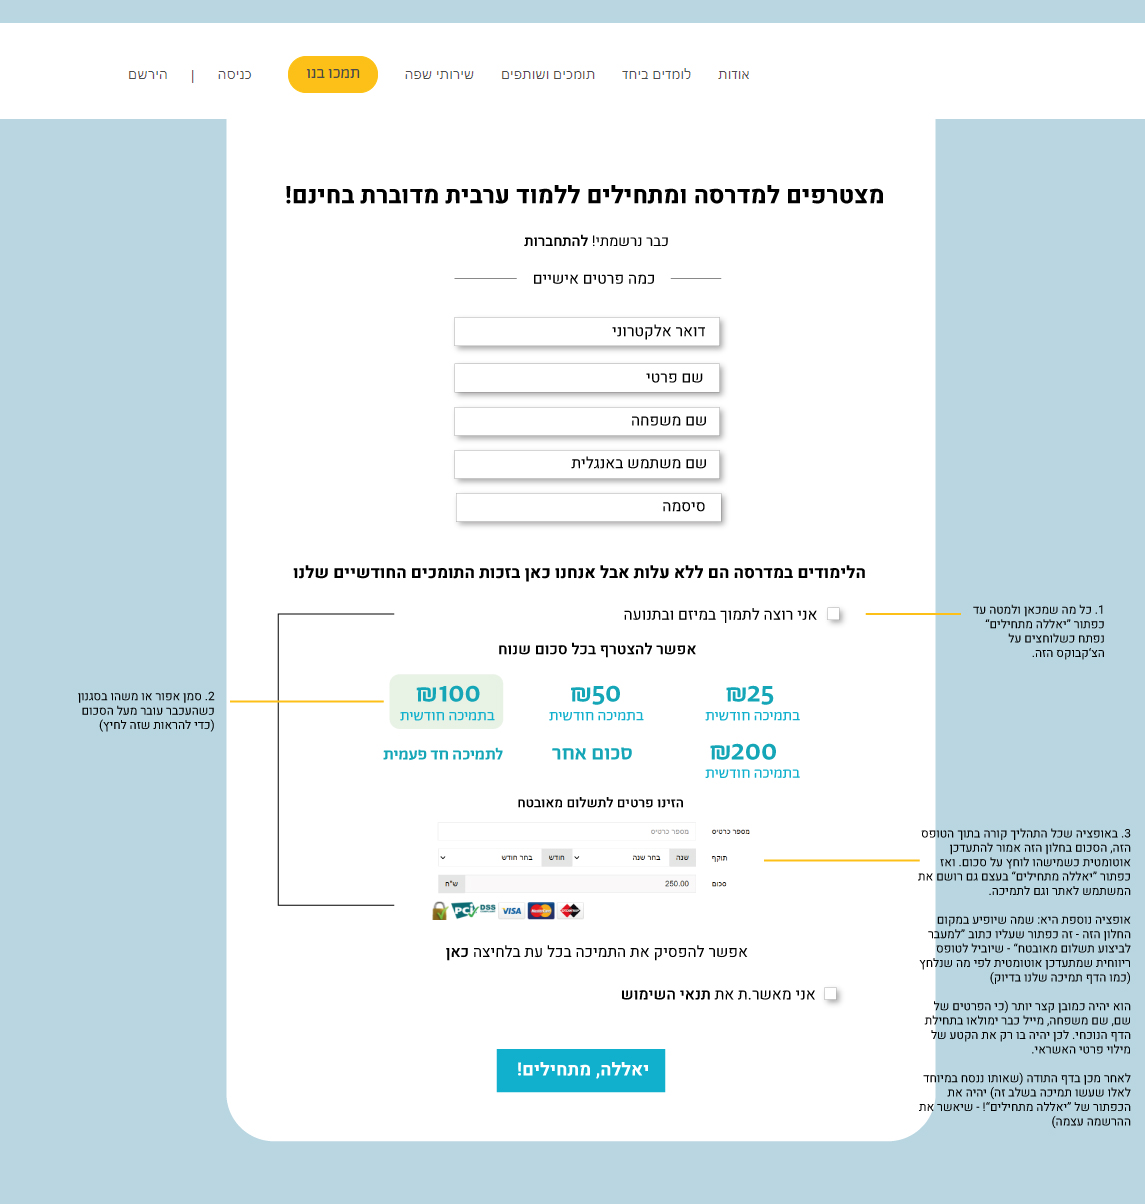 אודות
לומדים ביחד
תומכים ושותפים
שירותי שפה
תמכו בנו
כניסה
|
הירשם
מצטרפים למדרסה ומתחילים ללמוד ערבית מדוברת בחינם!
כבר נרשמתי! להתחברות
כמה פרטים אישיים
דואר אלקטרוני
שם פרטי
שם משפחה
שם משתמש באנגלית
סיסמה
הלימודים במדרסה הם ללא עלות אבל אנחנו כאן בזכות התומכים החודשיים שלנו
אני רוצה לתמוך במיזם ובתנועה
1. כל מה שמכאן ולמטה עד
כפתור "יאללה מתחילים"
נפתח כשלוחצים על
הצ'קבוקס הזה.
אפשר להצטרף בכל סכום שנוח
₪25
בתמיכה חודשית
₪50
בתמיכה חודשית
₪100
בתמיכה חודשית
2. סמן אפור או משהו בסגנון
כשהעכבר עובר מעל הסכום
(כדי להראות שזה לחיץ)
₪200
בתמיכה חודשית
סכום אחר
לתמיכה חד פעמית
הזינו פרטים לתשלום מאובטח
מספר כרטיס
מספר כרטיס
תוקף
שנה
בחר שנה
חודש
בחר חודש
סכום
250.00
ש"ח
PCI DSS
VISA
MasterCard
3. באופציה שכל התהליך קורה בתוך הטופס
הזה, הסכום בחלון הזה אמור להתעדכן
אוטומטית כשמישהו לוחץ על סכום. ואז
כפתור "יאללה מתחילים" בעצם גם רושם את
המשתמש לאתר וגם לתמיכה.
אופציה נוספת היא: שמה שיופיע במקום
החלון הזה - זה כפתור שעליו כתוב "למעבר
לביצוע תשלום מאובטח" - שיוביל לטופס
ריווחית שמתעדכן אוטומטית לפי מה שנלחץ
(כמו הדף תמיכה שלנו בדיוק)
הוא יהיה כמובן קצר יותר (כי הפרטים של
שם, שם משפחה, מייל כבר ימולאו בתחילת
הדף הנוכחי. לכן יהיה בו רק את הקטע של
מילוי פרטי האשראי.
לאחר מכן בדף התודה (שאותו ננסח במיוחד
לאלו שעשו תמיכה בשלב זה) יהיה את
הכפתור של "יאללה מתחילים"! - שיאשר את
ההרשמה עצמה)
אפשר להפסיק את התמיכה בכל עת בלחיצה כאן
אני מאשר.ת את תנאי השימוש
יאללה, מתחילים!